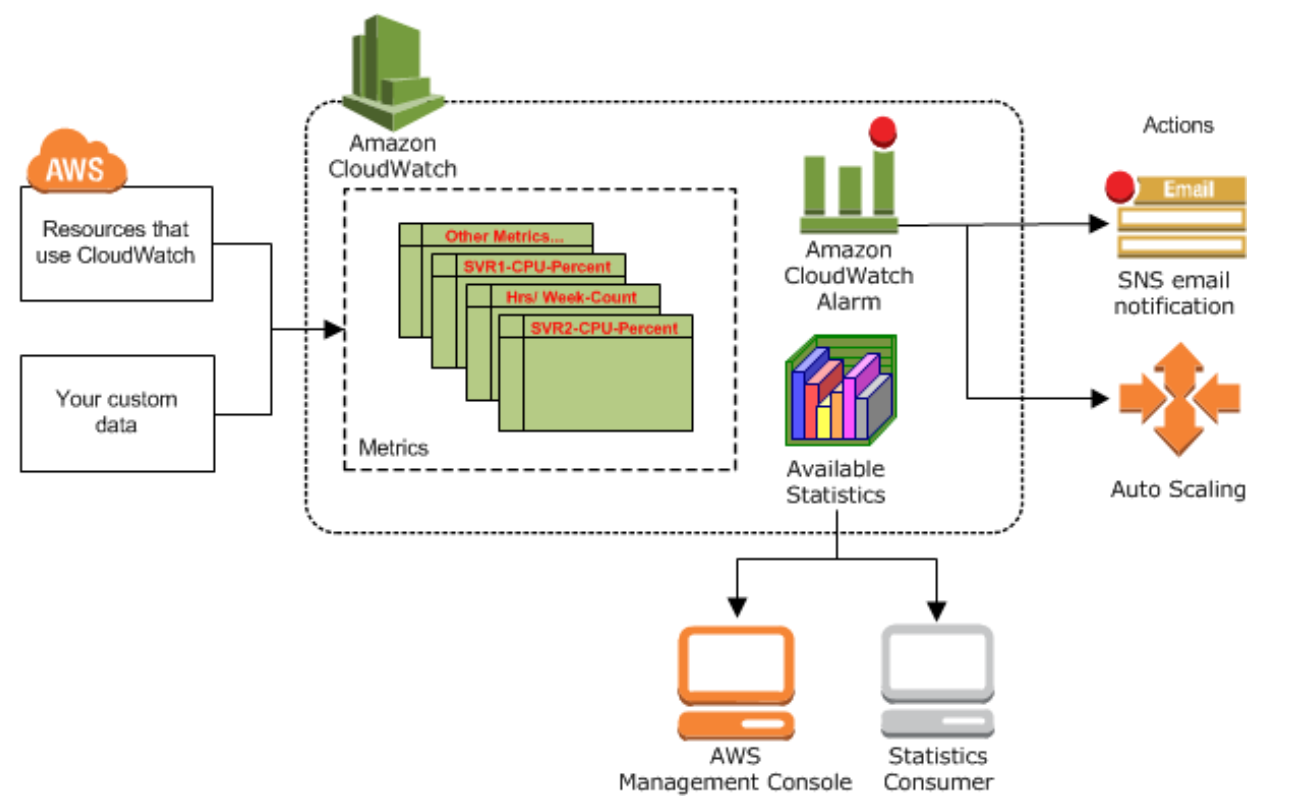 Amazon
CloudWatch
AWS
Resources that
use CloudWatch
Your custom
data
Other Metrics...
SVR1-CPU-Percent
Hrs/ Week-Count
SVR2-CPU-Percent
Metrics
Amazon
CloudWatch
Alarm
Available
Statistics
Actions
Email
SNS email
notification
Auto Scaling
AWS
Management Console
Statistics
Consumer